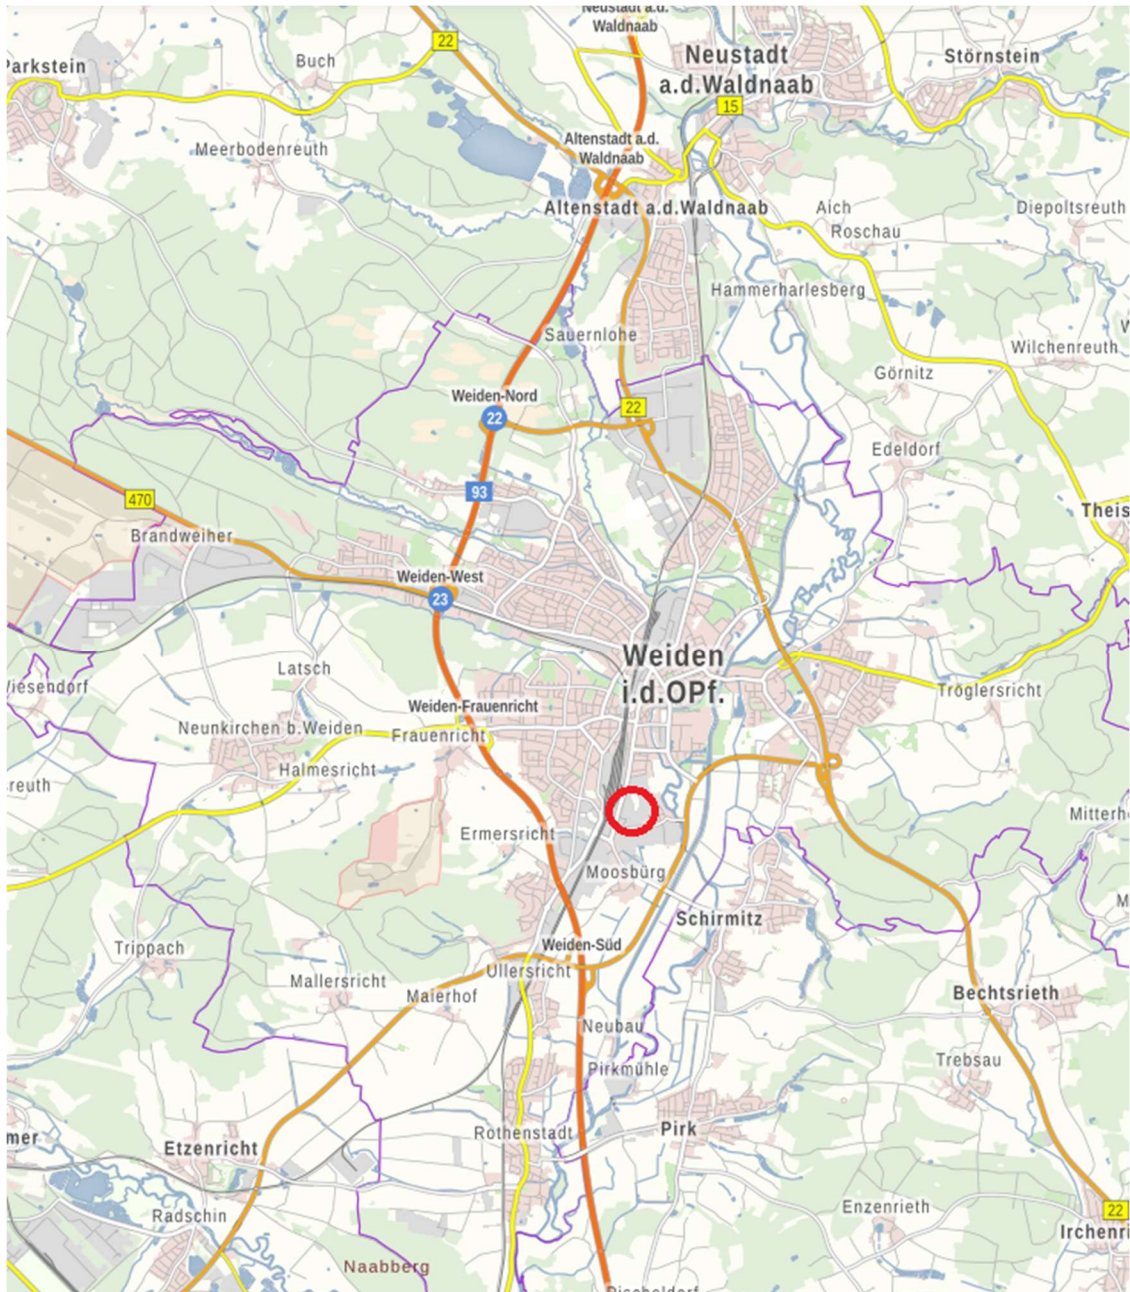 Neustadt a.d.
Waldnaab
22
Parkstein
Buch
Neustadt
a.d.Waldnaab
Störnstein
15
Meerbodenreuth
Altenstadt a.d.
Waldnaab
Altenstadt a.d.Waldnaab
Aich
Diepoltsreuth
Roschau
Hammerharlesberg
Sauernlohe
Wilchenreuth
Görnitz
Weiden-Nord
22
22
Edeldorf
93
470
Theis
Brandweiher
Weiden-West
23
Weiden
i.d.OPf.
Latsch
Wiesendorf
Tröglersricht
Weiden-Frauenricht
Neunkirchen b.Weiden
Frauenricht
Halmesricht
reuth
Mitterh
Ermersricht
Moosbürg
Schirmitz
Trippach
Weiden-Süd
Ullersricht
Mallersricht
Maierhof
Bechtsrieth
Neubau
Trebsau
Pirkmühle
Pirk
Rothenstadt
mer
Etzenricht
Enzenrieth
22
Radschin
Irchenri
Naabberg